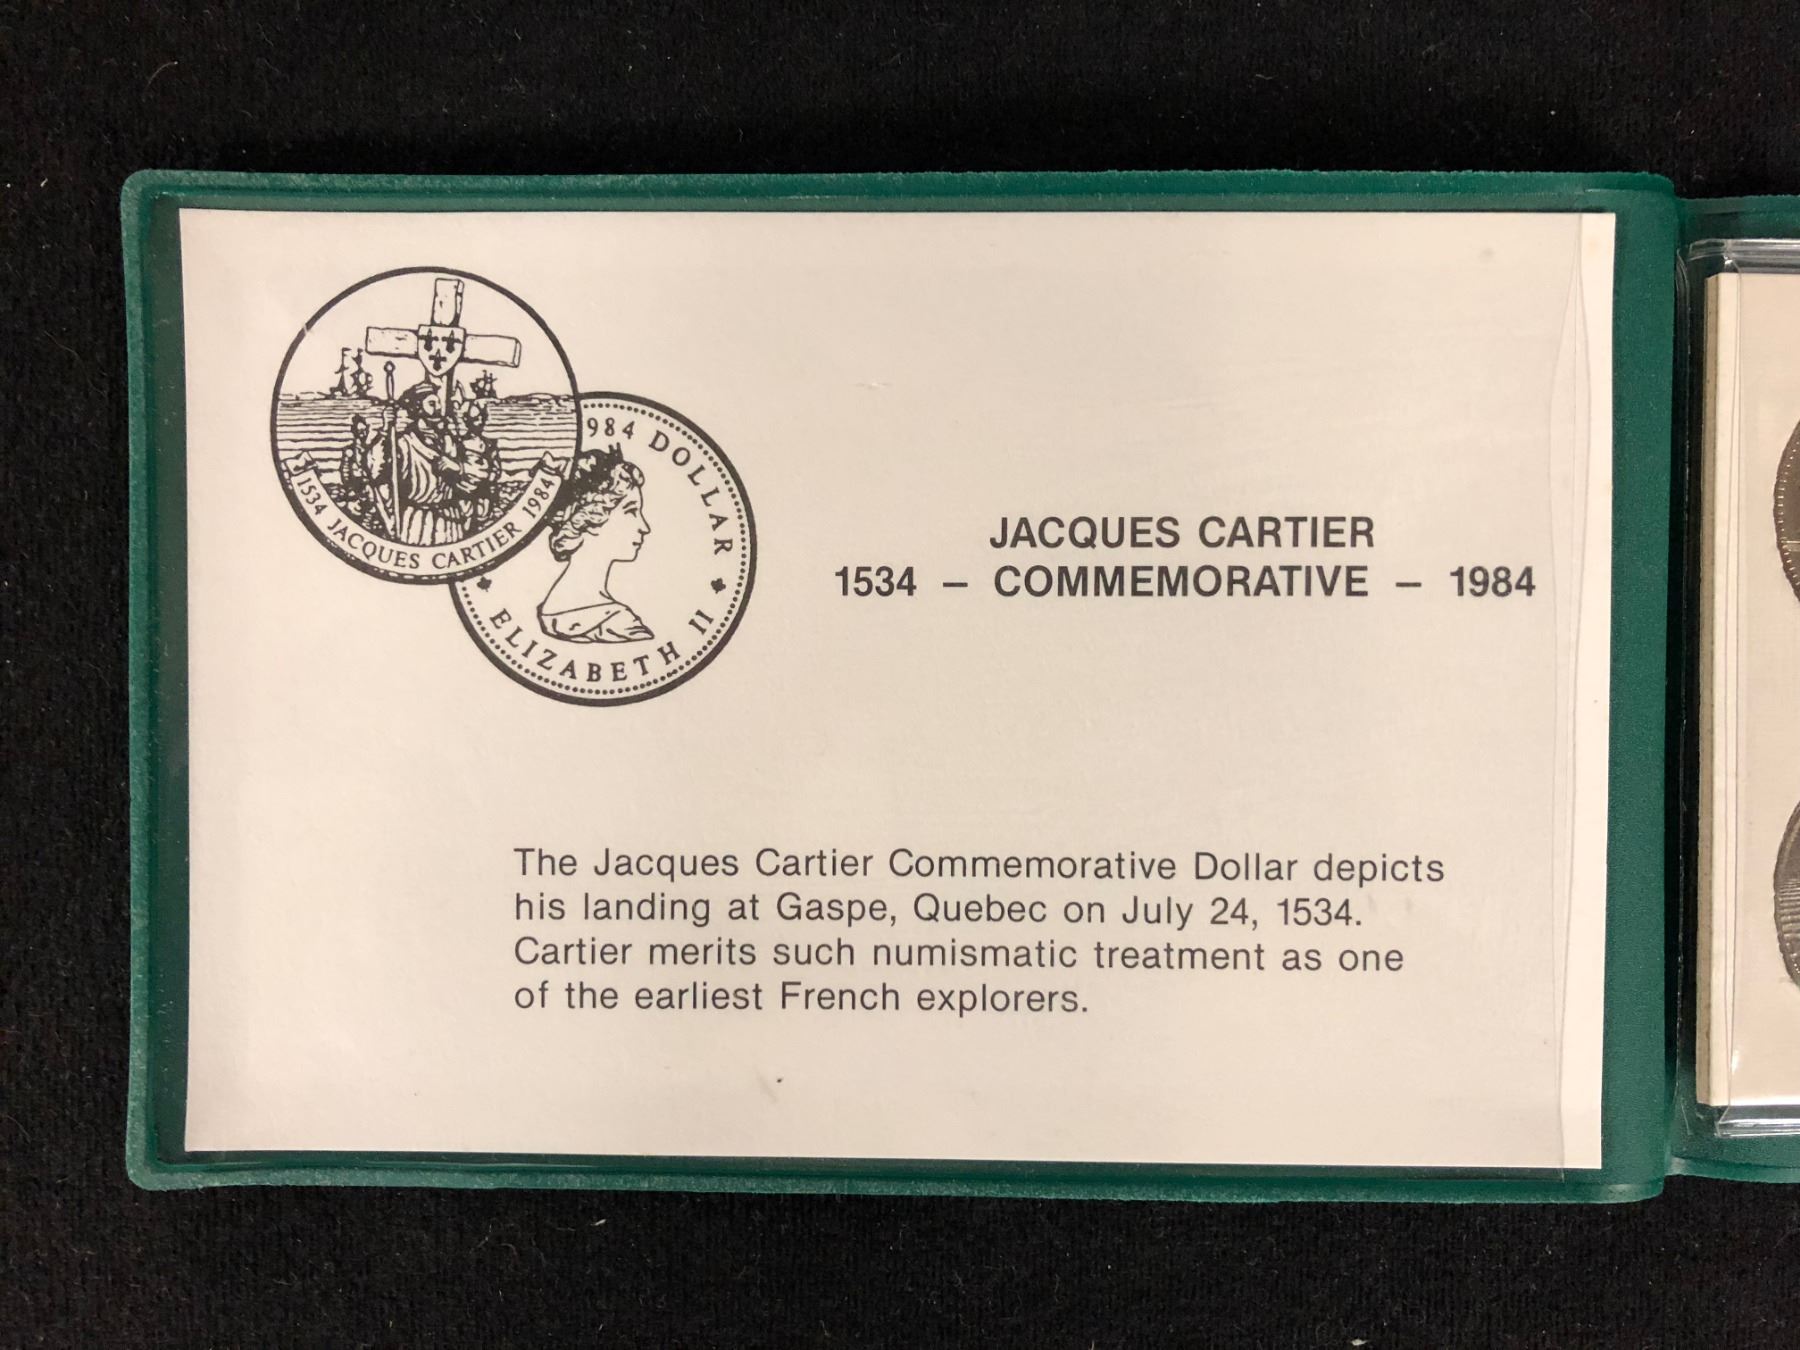 1534 JACQUES CARTIER 1984
984 DOLLAR
ELIZABETH II
JACQUES CARTIER
1534 – COMMEMORATIVE – 1984
The Jacques Cartier Commemorative Dollar depicts
his landing at Gaspe, Quebec on July 24, 1534.
Cartier merits such numismatic treatment as one
of the earliest French explorers.